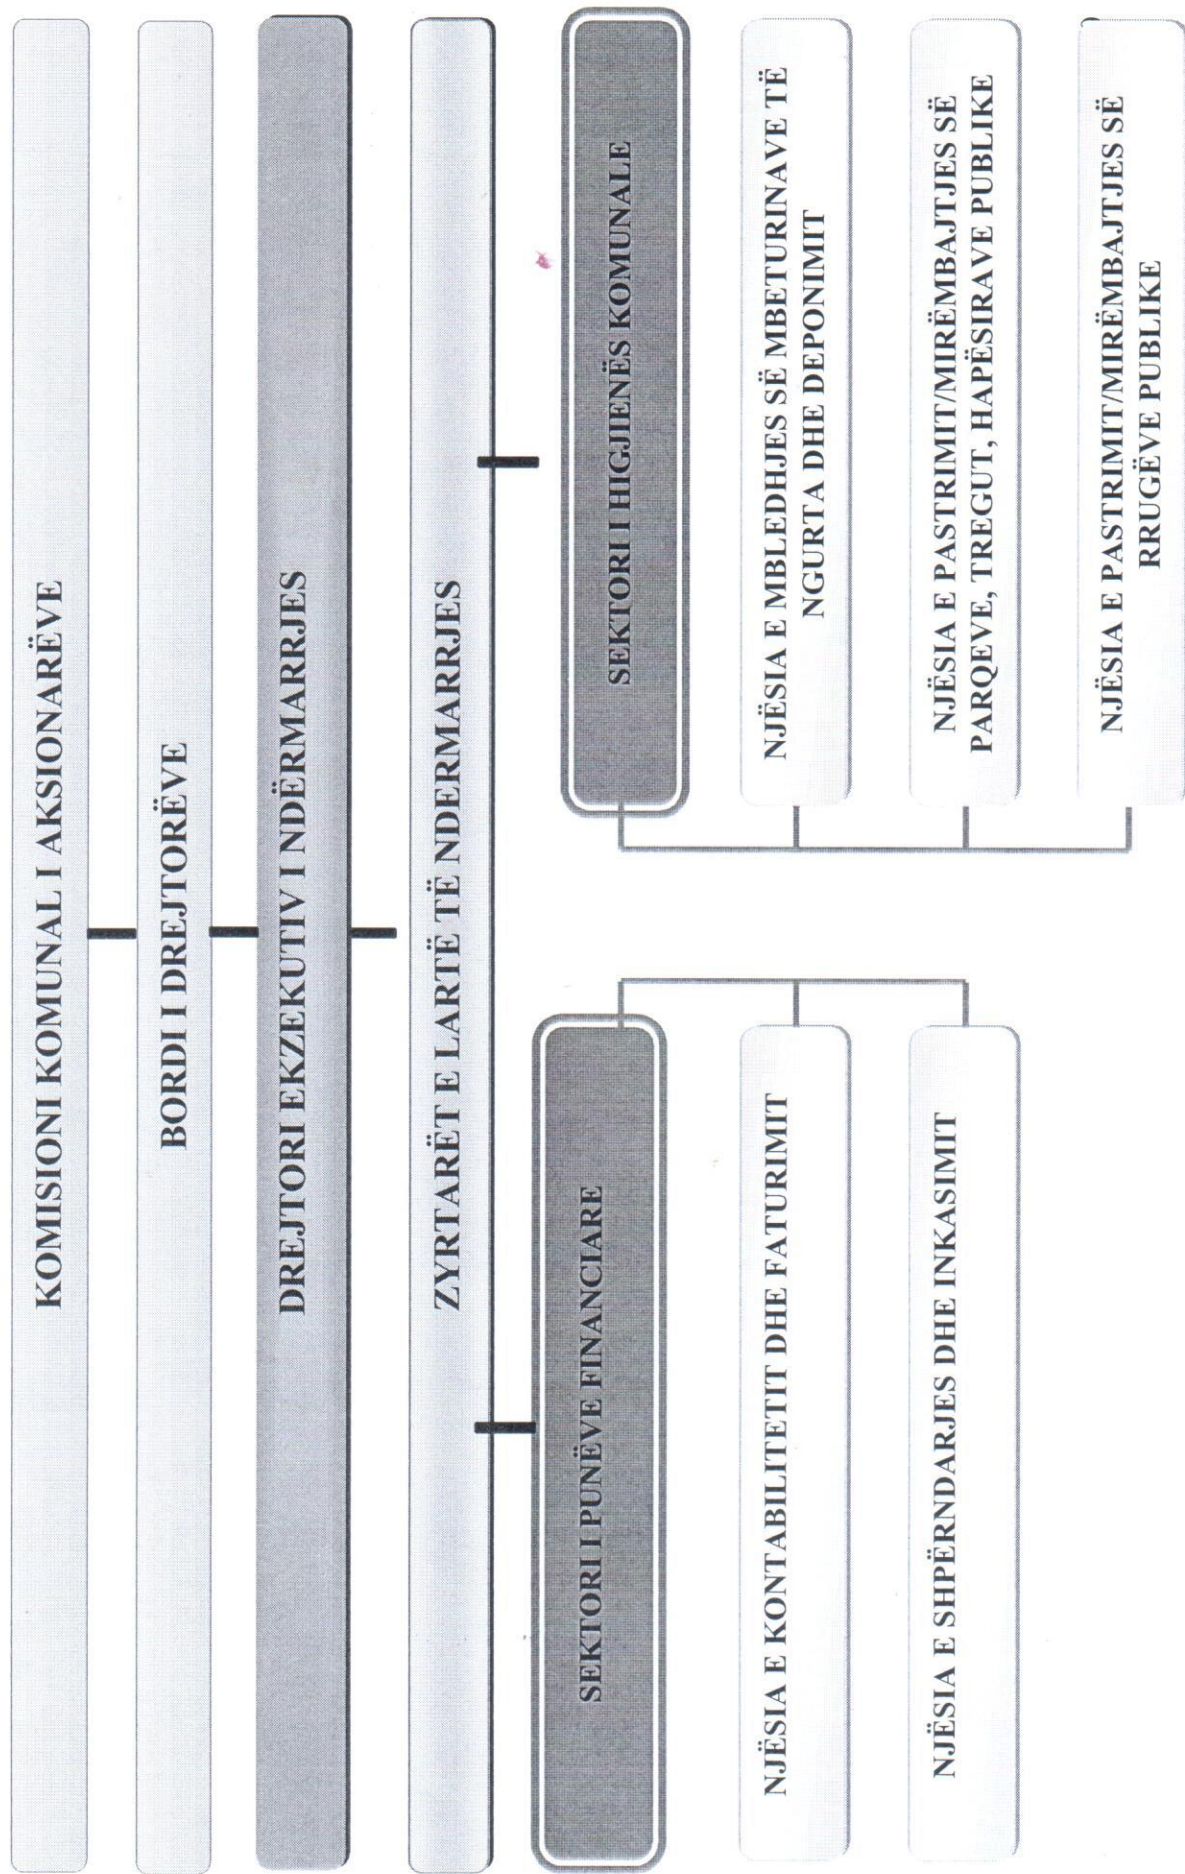 KOMISIONI KOMUNAL I AKSIONARËVE
BORDI I DREJTORËVE
DREJTORI EKZEKUTIV I NDËRMARRJES
ZYRTARËT E LARTË TË NDERMARRJES
SEKTORI I PUNËVE FINANCIARE
NJËSIA E KONTABILITETIT DHE FATURIMIT
NJËSIA E SHPËRNDARJES DHE INKASIMIT
SEKTORI I HIGJIENËS KOMUNALE
NJËSIA E MBLEDHJES SË MBETURINAVE TË
NGURTA DHE DEPONIMIT
NJËSIA E PASTRIMIT/MIRËMBAJTJES SË
PARQEVE, TREGUT, HAPËSIRAVE PUBLIKE
NJËSIA E PASTRIMIT/MIRËMBAJTJES SË
RRUGËVE PUBLIKE